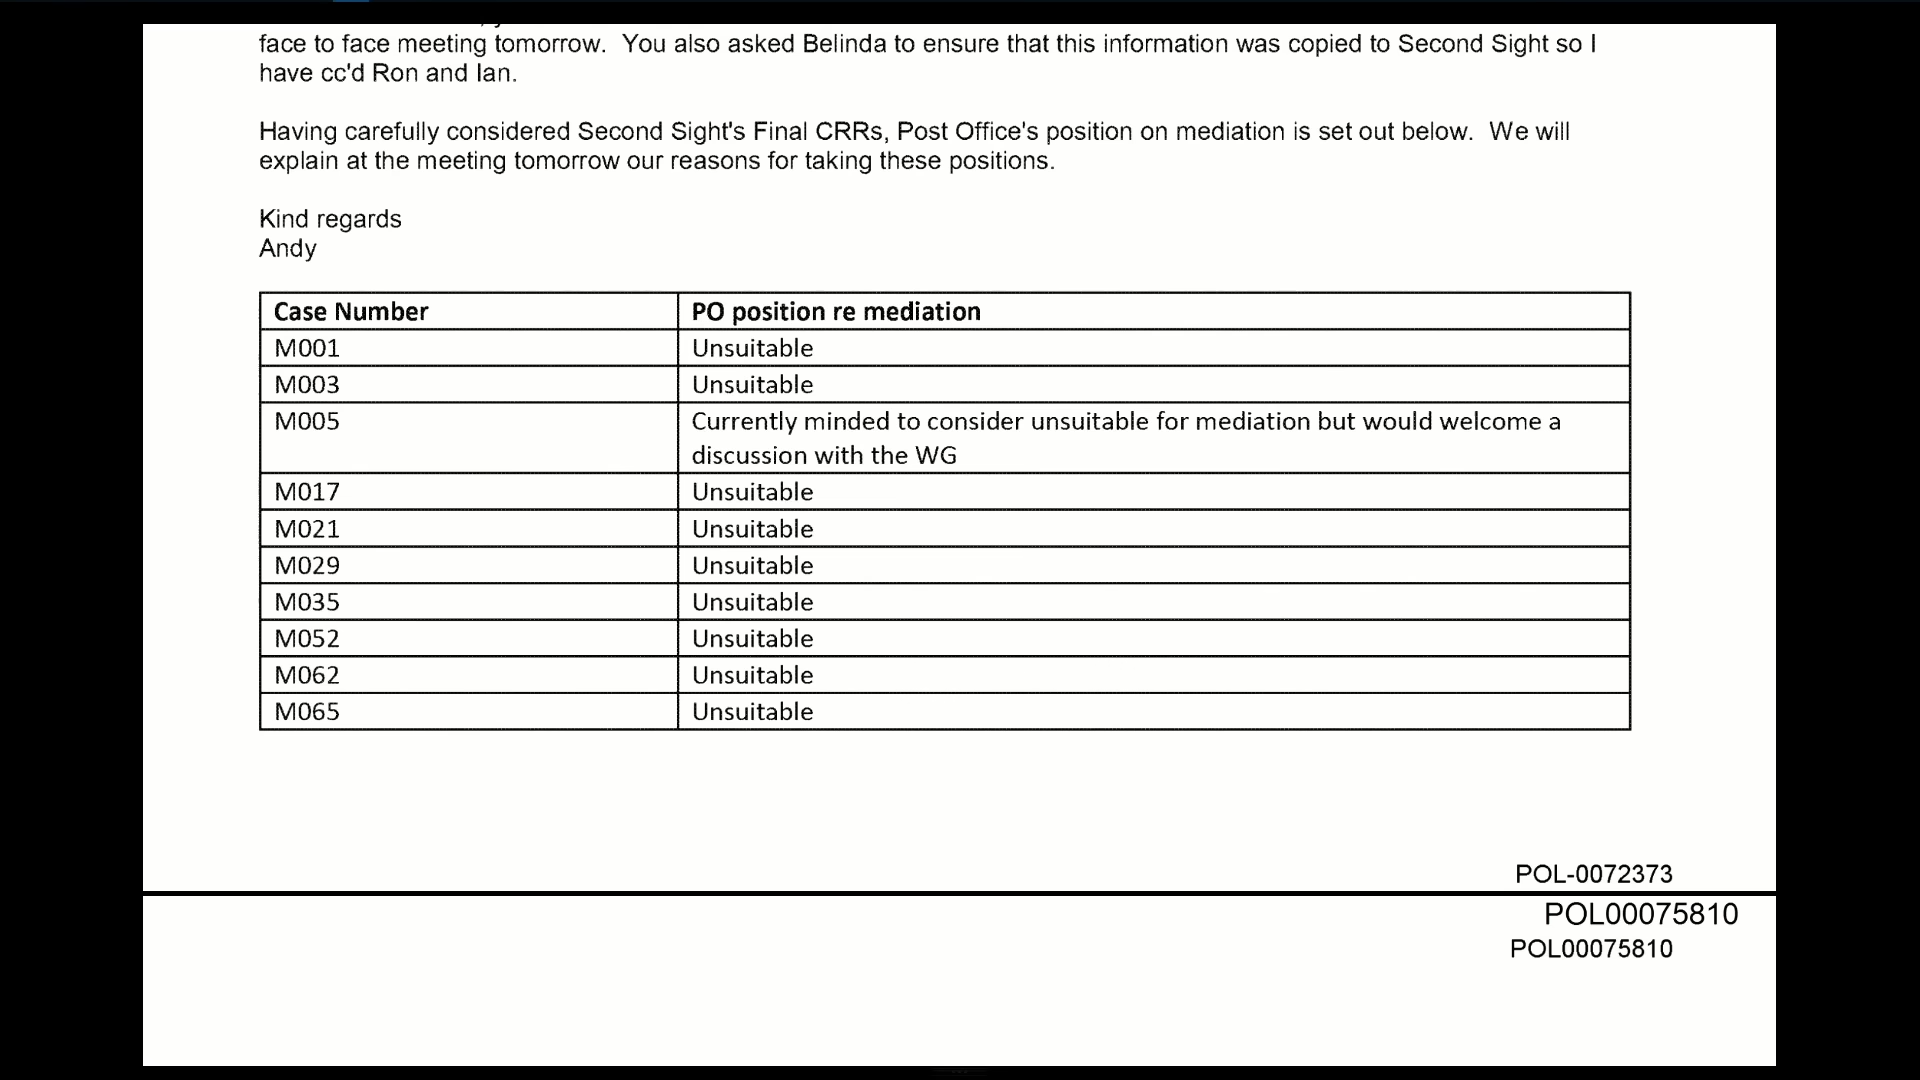 face to face meeting tomorrow.  You also asked Belinda to ensure that this information was copied to Second Sight so I
have cc'd Ron and Ian.
Having carefully considered Second Sight's Final CRRs, Post Office's position on mediation is set out below.  We will
explain at the meeting tomorrow our reasons for taking these positions.
Kind regards
Andy
Case Number PO position re mediation
M001 Unsuitable
M003 Unsuitable
M005 Currently minded to consider unsuitable for mediation but would welcome a
discussion with the WG
M017 Unsuitable
M021 Unsuitable
M029 Unsuitable
M035 Unsuitable
M052 Unsuitable
M062 Unsuitable
M065 Unsuitable
POL-0072373
POL00075810
POL00075810